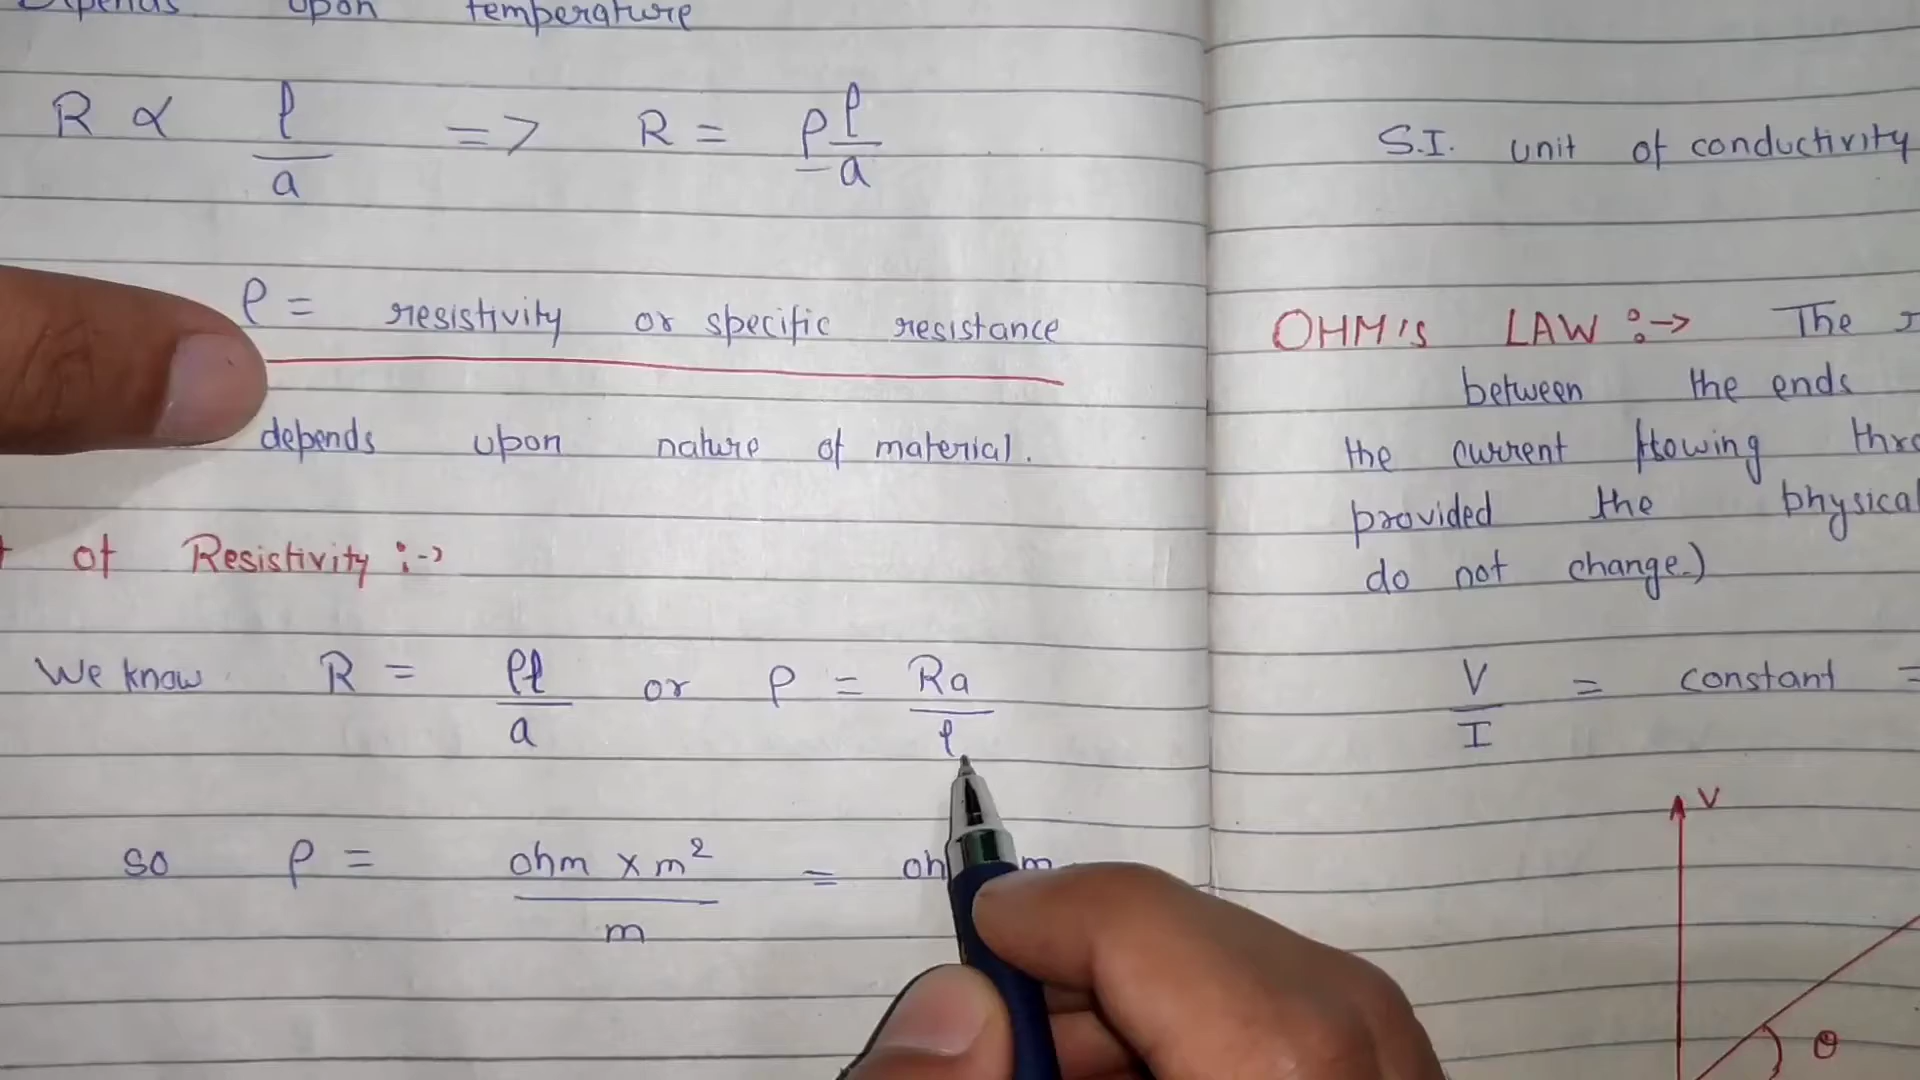 Depends upon temperature
R ∝ l/a => R = ρ l/a
ρ = resistivity or specific resistance
depends upon nature of material.
of Resistivity :->
We know R = ρl/a or ρ = Ra/l
so ρ = ohm x m²/m = oh m
S.I. unit of conductivity
OHM's LAW :-> The
between the ends
the current flowing
provided the physical
do not change.)
V/I = constant =
V
θ